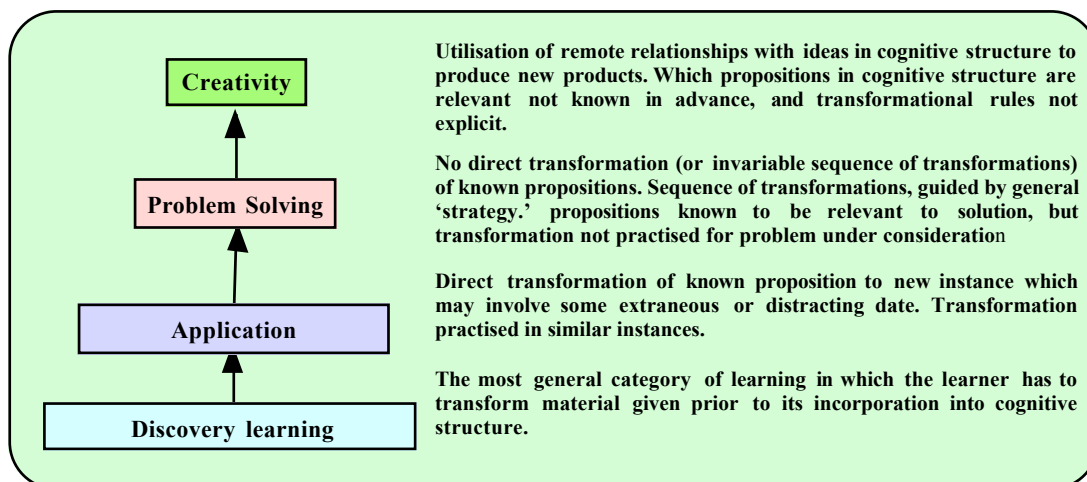 Creativity
Utilisation of remote relationships with ideas in cognitive structure to
produce new products. Which propositions in cognitive structure are
relevant not known in advance, and transformational rules not
explicit.
Problem Solving
No direct transformation (or invariable sequence of transformations)
of known propositions. Sequence of transformations, guided by general
‘strategy.’ propositions known to be relevant to solution, but
transformation not practised for problem under consideration
Application
Direct transformation of known proposition to new instance which
may involve some extraneous or distracting date. Transformation
practised in similar instances.
Discovery learning
The most general category of learning in which the learner has to
transform material given prior to its incorporation into cognitive
structure.